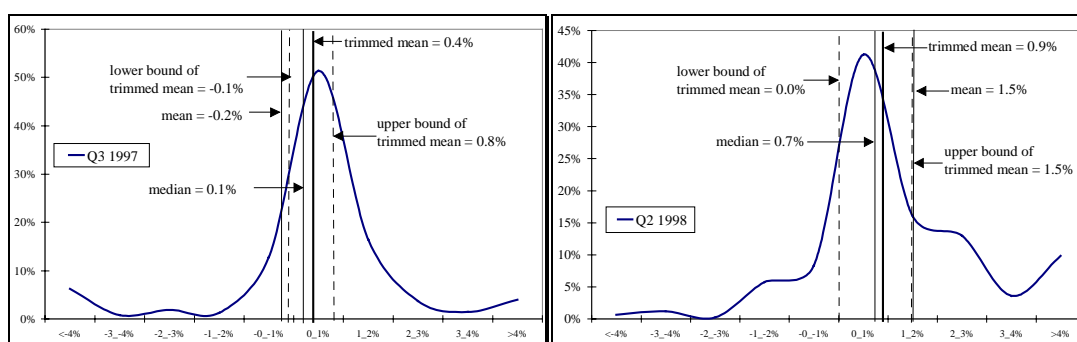 60%
50%
40%
30%
20%
10%
0%
trimmed mean = 0.4%
lower bound of
trimmed mean = -0.1%
mean = -0.2%
upper bound of
trimmed mean = 0.8%
Q3 1997
median = 0.1%
<-4%
-3_-4%
-2_-3%
-1_-2%
-0_-1%
0_1%
1_2%
2_3%
3_4%
>4%
45%
40%
35%
30%
25%
20%
15%
10%
5%
0%
trimmed mean = 0.9%
lower bound of
trimmed mean = 0.0%
mean = 1.5%
median = 0.7%
upper bound of
trimmed mean = 1.5%
Q2 1998
<-4%
-3_-4%
-2_-3%
-1_-2%
-0_-1%
0_1%
1_2%
2_3%
3_4%
>4%